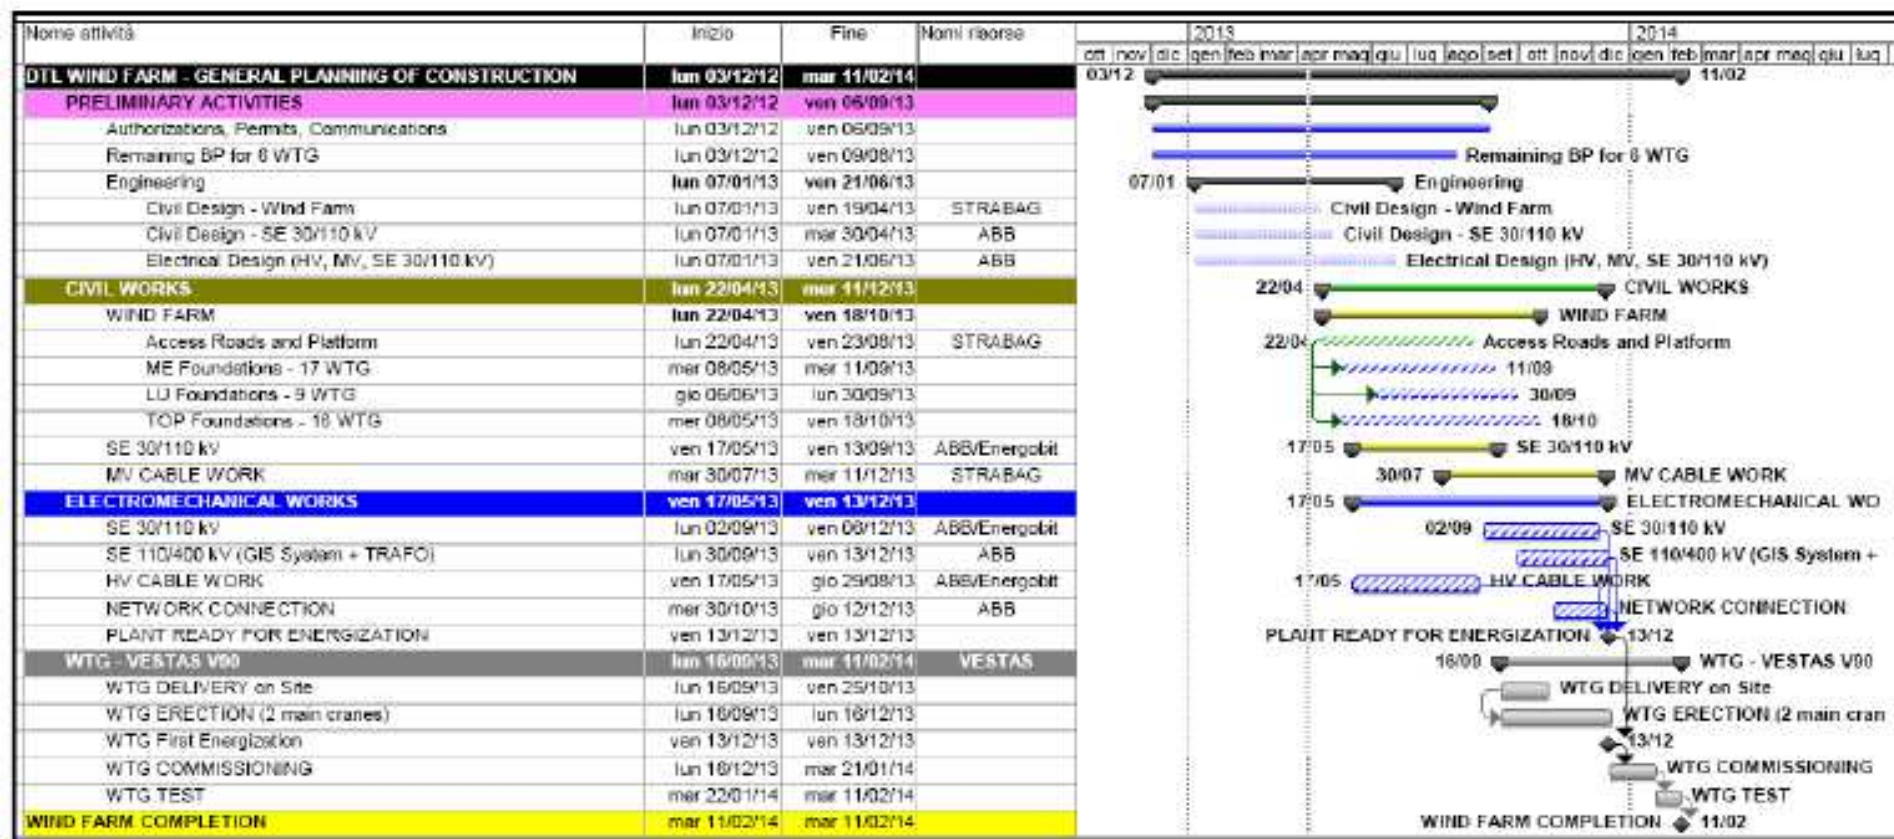 Nome attività Inizio Fine Nomi risorse 2013 2014
ott nov dic gen feb mar apr mag giu lug ago set ott nov dic gen feb mar apr mag giu lug
DTL WIND FARM - GENERAL PLANNING OF CONSTRUCTION lun 03/12/12 mar 11/02/14 03/12 11/02
PRELIMINARY ACTIVITIES lun 03/12/12 ven 06/09/13
Authorizations, Permits, Communications lun 03/12/12 ven 06/09/13
Remaining BP for 6 WTG lun 03/12/12 ven 09/08/13 Remaining BP for 6 WTG
Engineering lun 07/01/13 ven 21/06/13 07/01 Engineering
Civil Design - Wind Farm lun 07/01/13 ven 19/04/13 STRABAG Civil Design - Wind Farm
Civil Design - SE 30/110 kV lun 07/01/13 mar 30/04/13 ABB Civil Design - SE 30/110 kV
Electrical Design (HV, MV, SE 30/110 kV) lun 07/01/13 ven 21/06/13 ABB Electrical Design (HV, MV, SE 30/110 kV)
CIVIL WORKS lun 22/04/13 mer 11/12/13 22/04 CIVIL WORKS
WIND FARM lun 22/04/13 ven 18/10/13 WIND FARM
Access Roads and Platform lun 22/04/13 ven 23/08/13 STRABAG 22/04 Access Roads and Platform
ME Foundations - 17 WTG mer 08/05/13 mer 11/09/13 11/09
LIJ Foundations - 9 WTG gio 06/06/13 lun 30/09/13 30/09
TOP Foundations - 16 WTG mer 08/05/13 ven 18/10/13 18/10
SE 30/110 kV ven 17/05/13 ven 13/09/13 ABB/Energobit 17/05 SE 30/110 kV
MV CABLE WORK mar 30/07/13 mer 11/12/13 STRABAG 30/07 MV CABLE WORK
ELECTROMECHANICAL WORKS ven 17/05/13 ven 13/12/13 17/05 ELECTROMECHANICAL WO
SE 30/110 kV lun 02/09/13 ven 06/12/13 ABB/Energobit 02/09 SE 30/110 kV
SE 110/400 kV (GIS System + TRAFO) lun 30/09/13 ven 13/12/13 ABB SE 110/400 kV (GIS System +
HV CABLE WORK ven 17/05/13 gio 29/08/13 ABB/Energobit 17/05 HV CABLE WORK
NETWORK CONNECTION mer 30/10/13 gio 12/12/13 ABB NETWORK CONNECTION
PLANT READY FOR ENERGIZATION ven 13/12/13 ven 13/12/13 PLANT READY FOR ENERGIZATION 13/12
WTG - VESTAS V90 lun 16/09/13 mar 11/02/14 VESTAS 16/09 WTG - VESTAS V90
WTG DELIVERY on Site lun 16/09/13 ven 25/10/13 WTG DELIVERY on Site
WTG ERECTION (2 main cranes) lun 16/09/13 lun 16/12/13 WTG ERECTION (2 main cran
WTG First Energization ven 13/12/13 ven 13/12/13 13/12
WTG COMMISSIONING lun 16/12/13 mar 21/01/14 WTG COMMISSIONING
WTG TEST mer 22/01/14 mar 11/02/14 WTG TEST
WIND FARM COMPLETION mar 11/02/14 mar 11/02/14 WIND FARM COMPLETION 11/02